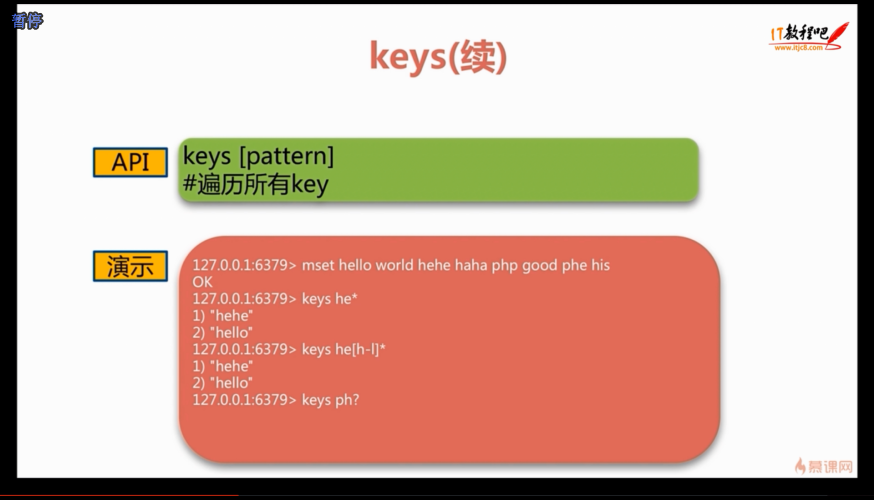 暂停
IT教程吧
www.itjc8.com
keys(续)
API
keys [pattern]
#遍历所有key
演示
127.0.0.1:6379> mset hello world hehe haha php good phe his
OK
127.0.0.1:6379> keys he*
1) "hehe"
2) "hello"
127.0.0.1:6379> keys he[h-l]*
1) "hehe"
2) "hello"
127.0.0.1:6379> keys ph?
慕课网